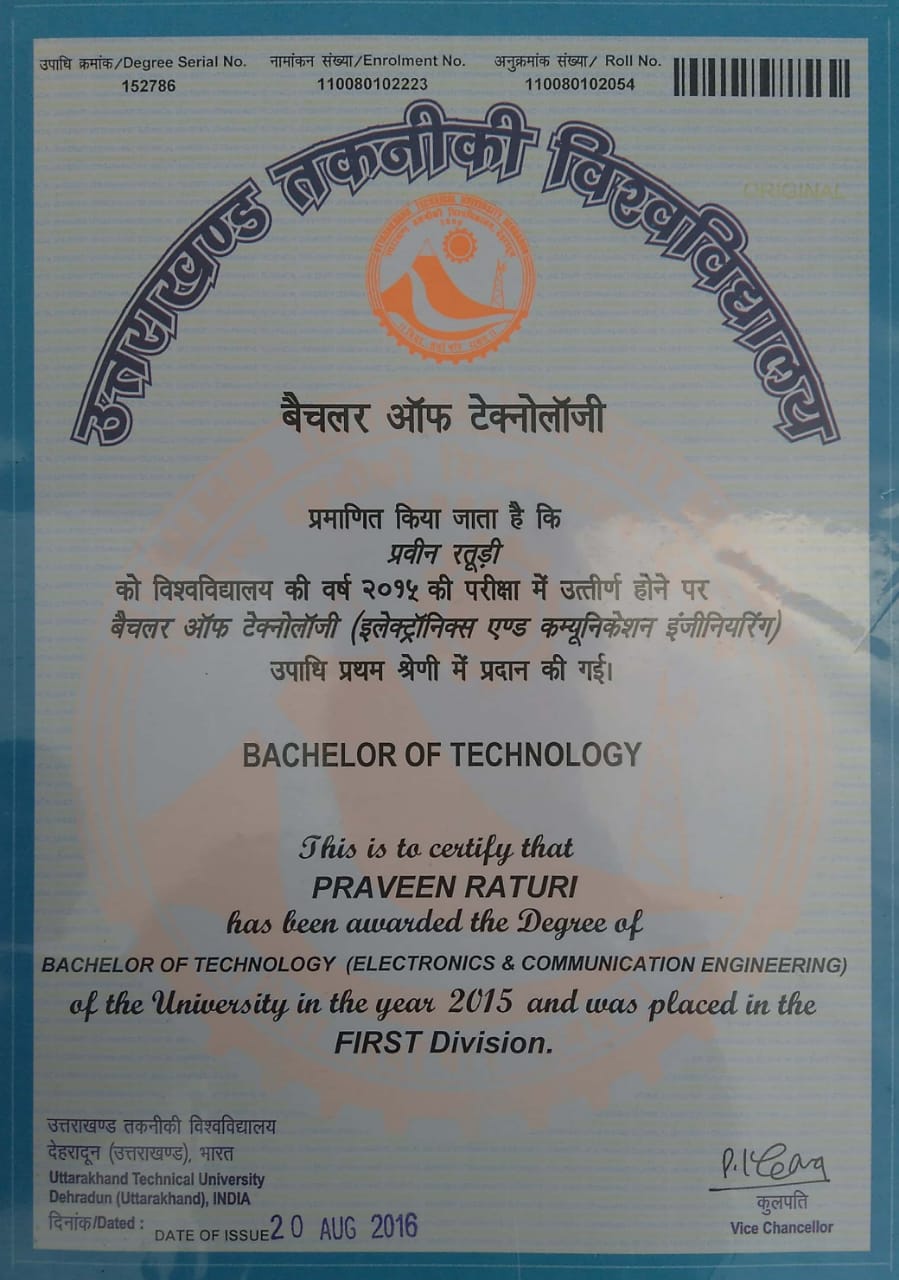 उपाधि क्रमांक/Degree Serial No. नामांकन संख्या/Enrolment No. अनुक्रमांक संख्या/ Roll No.
152786 110080102223 110080102054
ORIGINAL
उत्तराखण्ड तकनीकी विश्वविद्यालय
बैचलर ऑफ टेक्नोलॉजी
प्रमाणित किया जाता है कि
प्रवीन रतूड़ी
को विश्वविद्यालय की वर्ष २०१५ की परीक्षा में उत्तीर्ण होने पर
बैचलर ऑफ टेक्नोलॉजी (इलेक्ट्रॉनिक्स एण्ड कम्यूनिकेशन इंजीनियरिंग)
उपाधि प्रथम श्रेणी में प्रदान की गई।
BACHELOR OF TECHNOLOGY
This is to certify that
PRAVEEN RATURI
has been awarded the Degree of
BACHELOR OF TECHNOLOGY (ELECTRONICS & COMMUNICATION ENGINEERING)
of the University in the year 2015 and was placed in the
FIRST Division.
उत्तराखण्ड तकनीकी विश्वविद्यालय
देहरादून (उत्तराखण्ड), भारत
Uttarakhand Technical University
Dehradun (Uttarakhand), INDIA
दिनांक/Dated :
DATE OF ISSUE 20 AUG 2016
कुलपति
Vice Chancellor